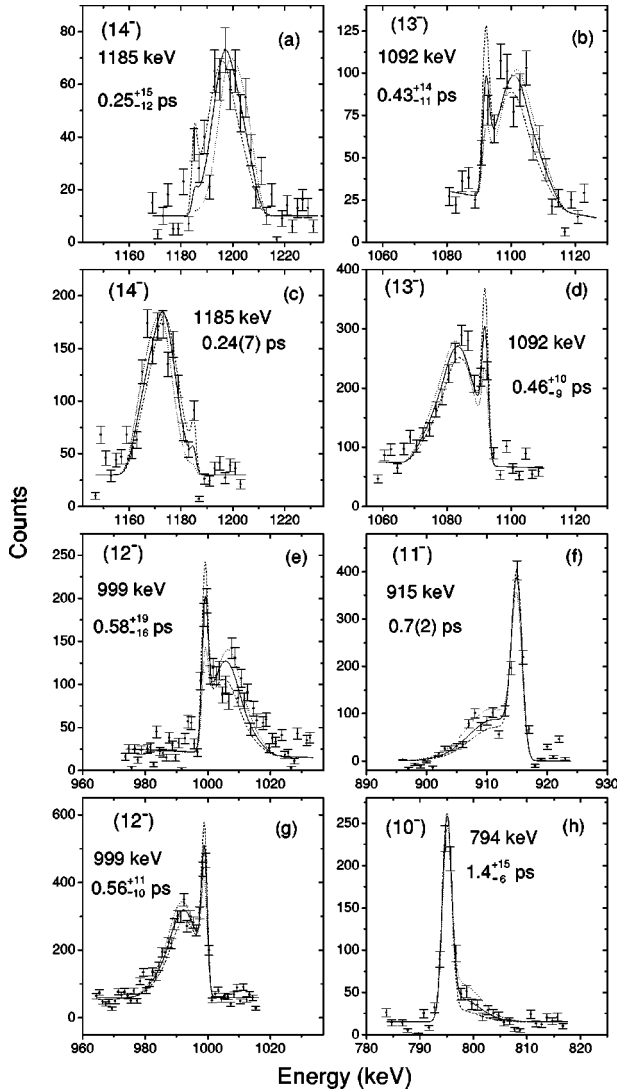 (14⁻) (a)
1185 keV
0.25 +15 −12 ps
80
60
40
20
0
1160 1180 1200 1220
(13⁻) (b)
1092 keV
0.43 +14 −11 ps
125
100
75
50
25
0
1080 1100 1120
(14⁻) (c)
1185 keV
0.24(7) ps
200
150
100
50
0
1160 1180 1200 1220
(13⁻) (d)
1092 keV
0.46 +10 −9 ps
400
300
200
100
0
1060 1080 1100 1120
Counts
(12⁻) (e)
999 keV
0.58 +19 −16 ps
250
200
150
100
50
0
960 980 1000 1020
(11⁻) (f)
915 keV
0.7(2) ps
400
300
200
100
0
890 900 910 920 930
(12⁻) (g)
999 keV
0.56 +11 −10 ps
600
400
200
0
960 980 1000 1020
(10⁻) (h)
794 keV
1.4 +15 −6 ps
250
200
150
100
50
0
780 790 800 810 820
Energy (keV)